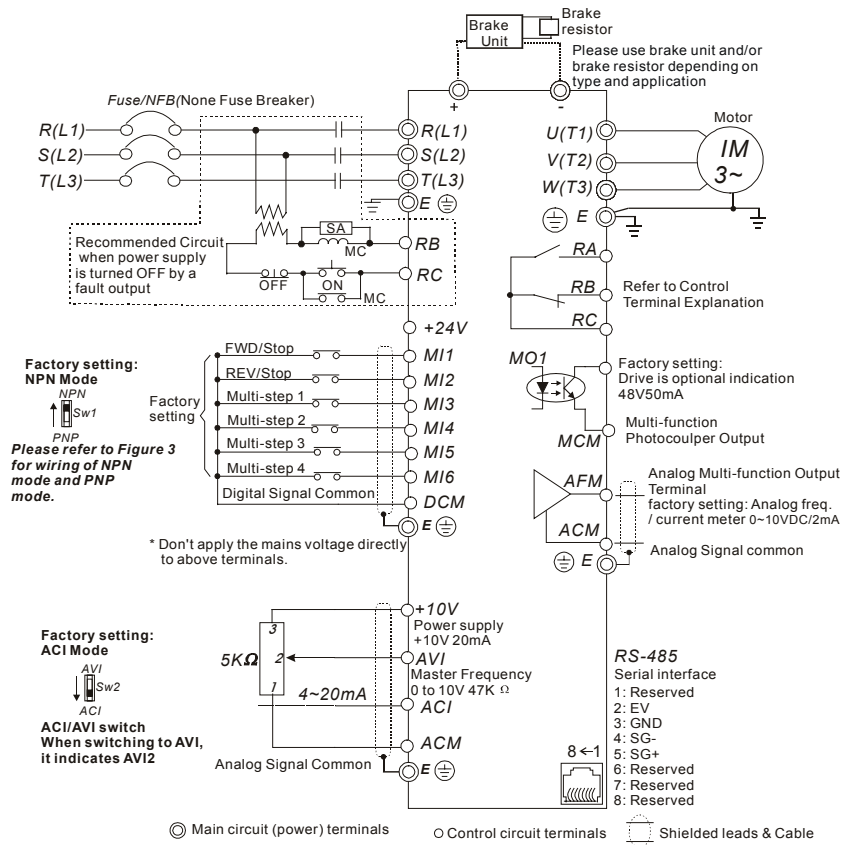 Brake
Unit
Brake
resistor
Please use brake unit and/or
brake resistor depending on
type and application
+
-
Fuse/NFB(None Fuse Breaker)
R(L1)
S(L2)
T(L3)
R(L1)
S(L2)
T(L3)
E
Recommended Circuit
when power supply
is turned OFF by a
fault output
SA
MC
OFF
ON
MC
RB
RC
U(T1)
V(T2)
W(T3)
E
Motor
IM
3~
RA
RB
RC
Refer to Control
Terminal Explanation
+24V
Factory setting:
NPN Mode
NPN
Sw1
PNP
Please refer to Figure 3
for wiring of NPN
mode and PNP
mode.
Factory
setting
FWD/Stop
REV/Stop
Multi-step 1
Multi-step 2
Multi-step 3
Multi-step 4
Digital Signal Common
MI1
MI2
MI3
MI4
MI5
MI6
DCM
E
* Don't apply the mains voltage directly
to above terminals.
MO1
Factory setting:
Drive is optional indication
48V50mA
MCM
Multi-function
Photocoulper Output
AFM
Analog Multi-function Output
Terminal
factory setting: Analog freq.
/ current meter 0~10VDC/2mA
ACM
Analog Signal common
E
Factory setting:
ACI Mode
AVI
Sw2
ACI
ACI/AVI switch
When switching to AVI,
it indicates AVI2
5KΩ
3
2
1
4~20mA
Analog Signal Common
+10V
Power supply
+10V 20mA
AVI
Master Frequency
0 to 10V 47K Ω
ACI
ACM
E
RS-485
Serial interface
1: Reserved
2: EV
3: GND
4: SG-
5: SG+
6: Reserved
7: Reserved
8: Reserved
8←1
Main circuit (power) terminals
Control circuit terminals
Shielded leads & Cable